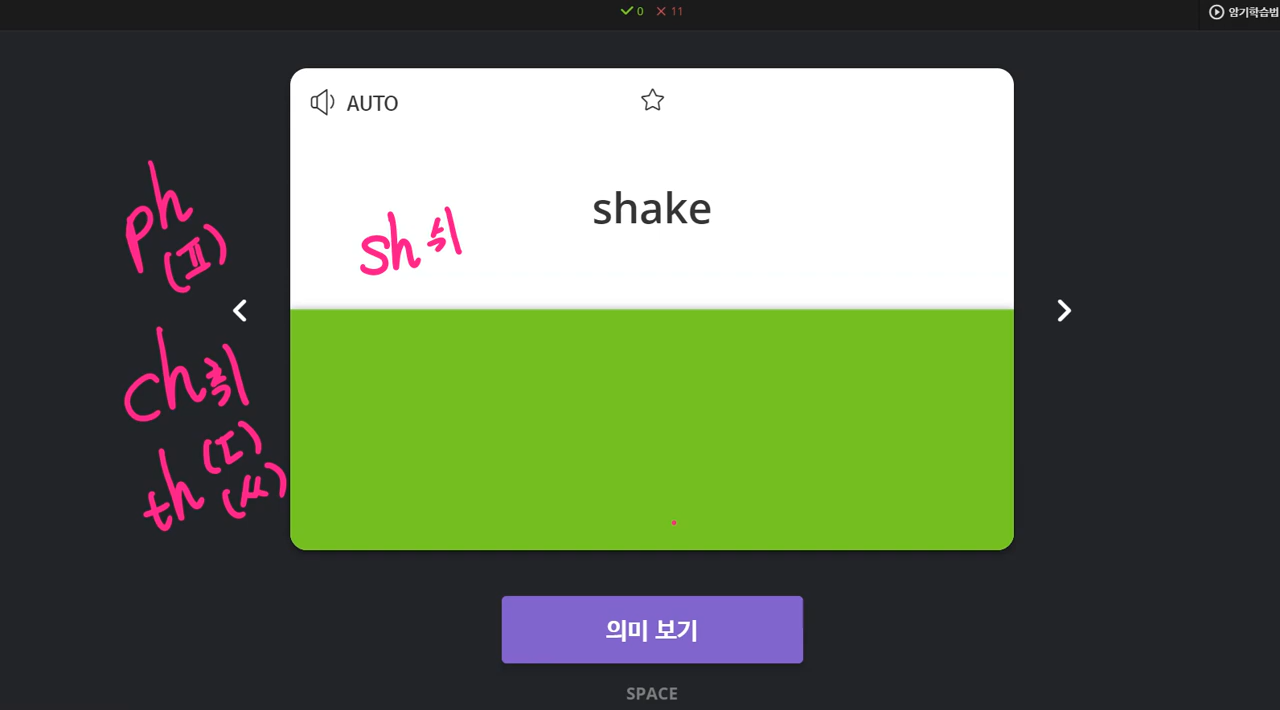 0 11
암기학습법
AUTO
shake
ph
(ㅍ)
sh 쉬
ch 취
th (ㄷ)
(ㅆ)
의미 보기
SPACE